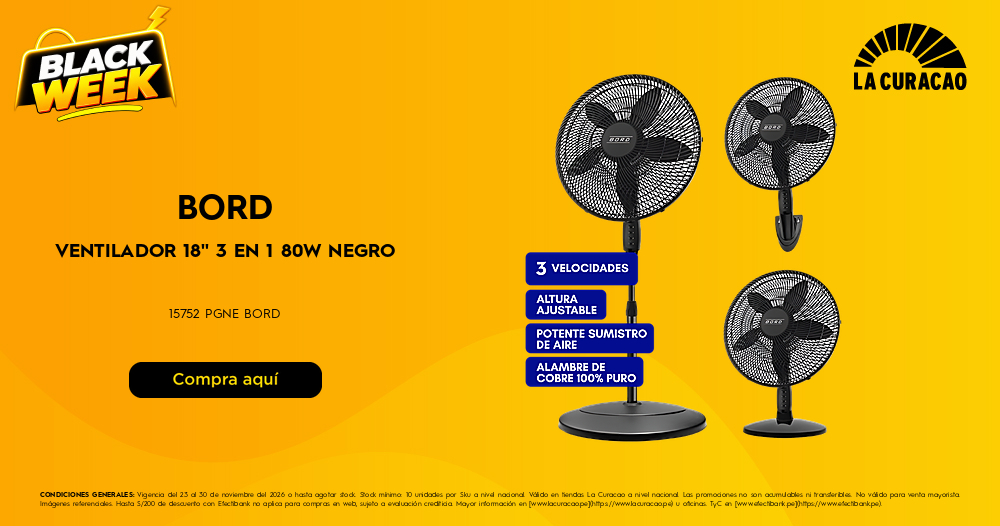 BLACK
WEEK
LA CURACAO
BORD
VENTILADOR 18" 3 EN 1 80W NEGRO
15752 PGNE BORD
Compra aquí
BORD
BORD
BORD
3 VELOCIDADES
ALTURA
AJUSTABLE
POTENTE SUMISTRO
DE AIRE
ALAMBRE DE
COBRE 100% PURO
CONDICIONES GENERALES: Vigencia del 23 al 30 de noviembre del 2026 o hasta agotar stock. Stock mínimo: 10 unidades por Sku a nivel nacional. Válido en tiendas La Curacao a nivel nacional. Las promociones no son acumulables ni transferibles. No válido para venta mayorista.
Imágenes referenciales. Hasta S/200 de descuento con Efectibank no aplica para compras en web, sujeto a evaluación crediticia. Mayor información en [www.lacuracao.pe](https://www.lacuracao.pe) u oficinas. TyC en [www.efectibank.pe](https://www.efectibank.pe).